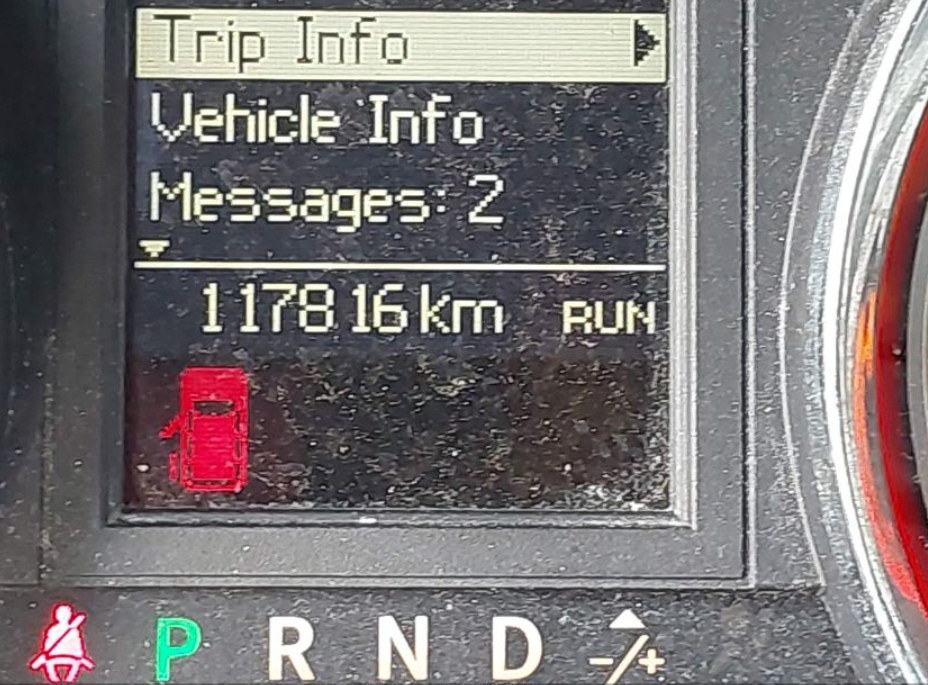 Trip Info
Vehicle Info
Messages: 2
117816 km RUN
P R N D -/+